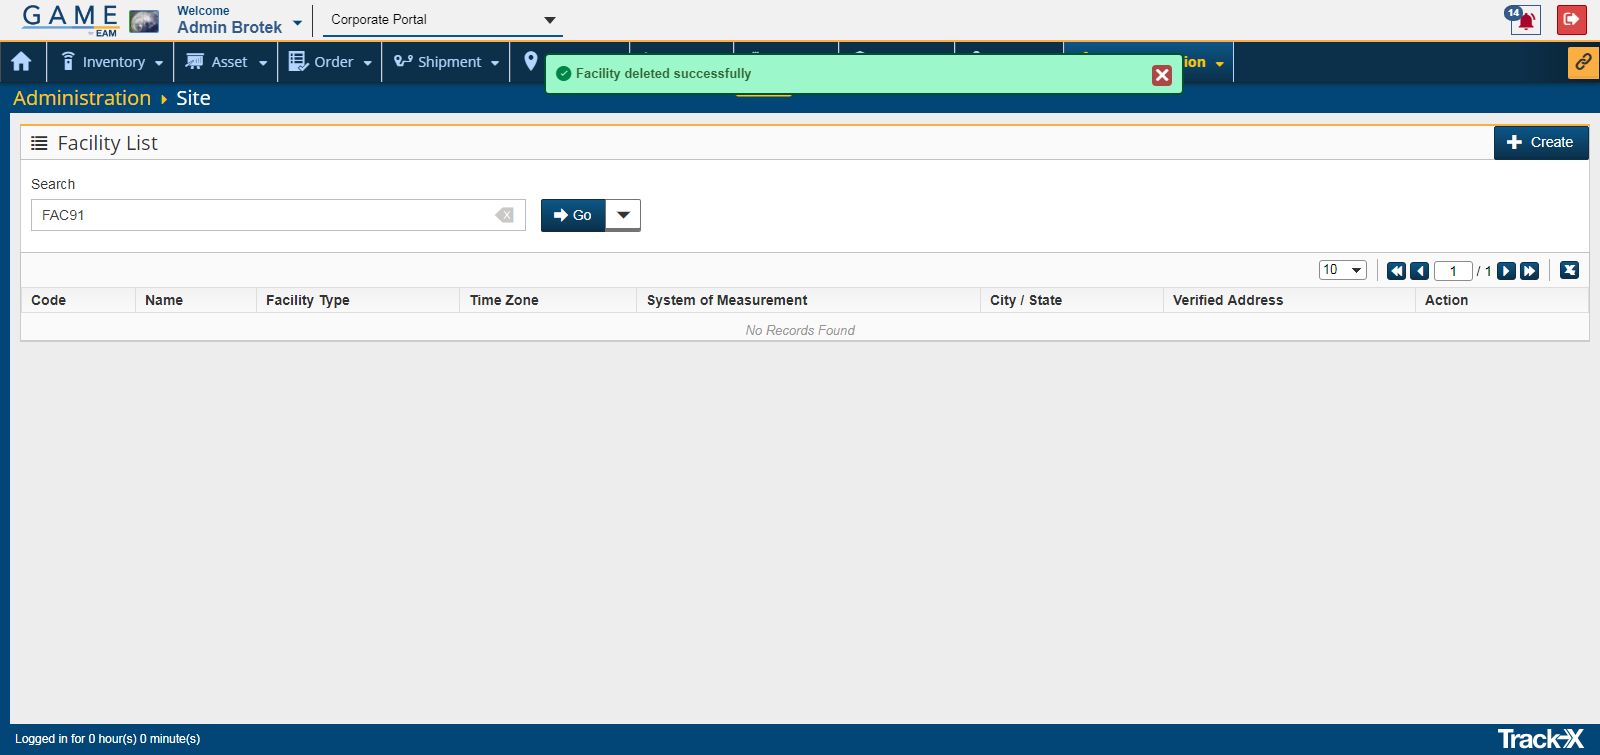 GAME
by EAM
Welcome
Admin Brotek
Corporate Portal
14
Inventory
Asset
Order
Shipment
ion
Facility deleted successfully
Administration
Site
Facility List
Create
Search
FAC91
Go
10
1 / 1
Code Name Facility Type Time Zone System of Measurement City / State Verified Address Action
No Records Found
Logged in for 0 hour(s) 0 minute(s)
Track-X